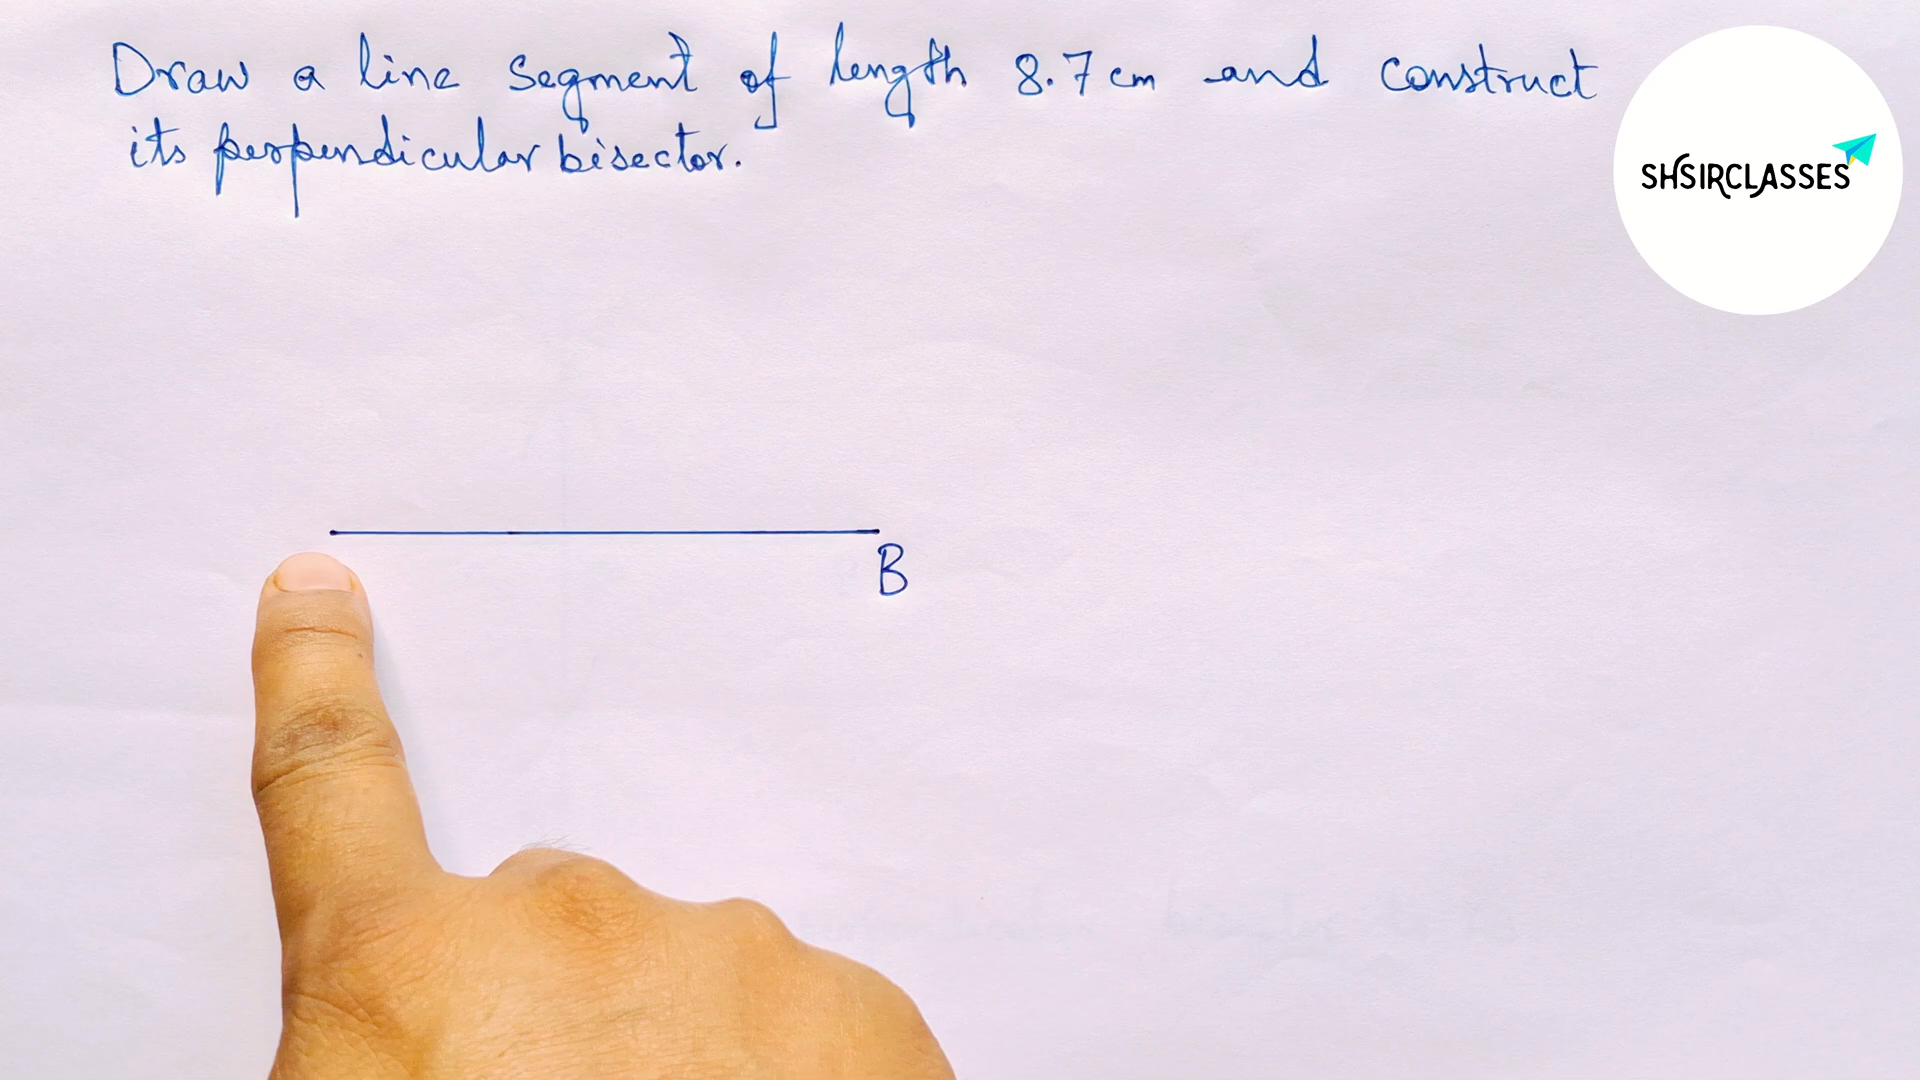 Draw a line segment of length 8.7 cm and construct
its perpendicular bisector.
SHSIRCLASSES
B